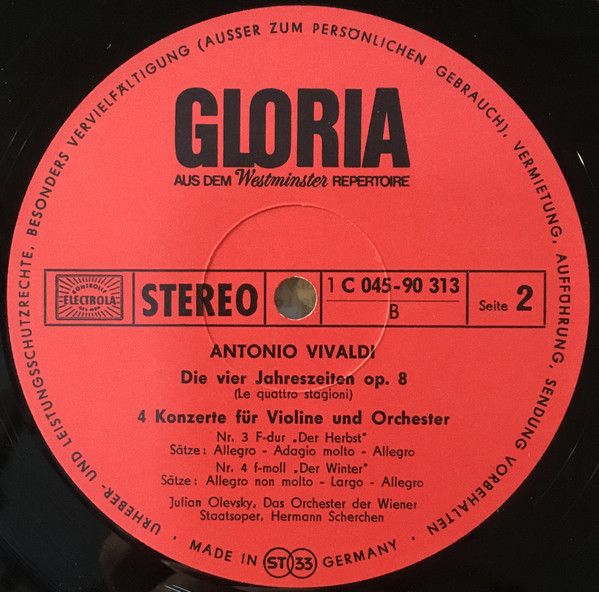 URHEBER- UND LEISTUNGSSCHUTZRECHTE, BESONDERS VERVIELFÄLTIGUNG (AUSSER ZUM PERSÖNLICHEN GEBRAUCH), VERMIETUNG, AUFFÜHRUNG, SENDUNG VORBEHALTEN
GLORIA
AUS DEM Westminster REPERTOIRE
ELECTROLA
STEREO
1 C 045-90 313
B
Seite 2
ANTONIO VIVALDI
Die vier Jahreszeiten op. 8
(Le quattro stagioni)
4 Konzerte für Violine und Orchester
Nr. 3 F-dur „Der Herbst"
Sätze: Allegro - Adagio molto - Allegro
Nr. 4 f-moll „Der Winter"
Sätze: Allegro non molto - Largo - Allegro
Julian Olevsky, Das Orchester der Wiener
Staatsoper, Hermann Scherchen
· MADE IN ST 33 GERMANY ·